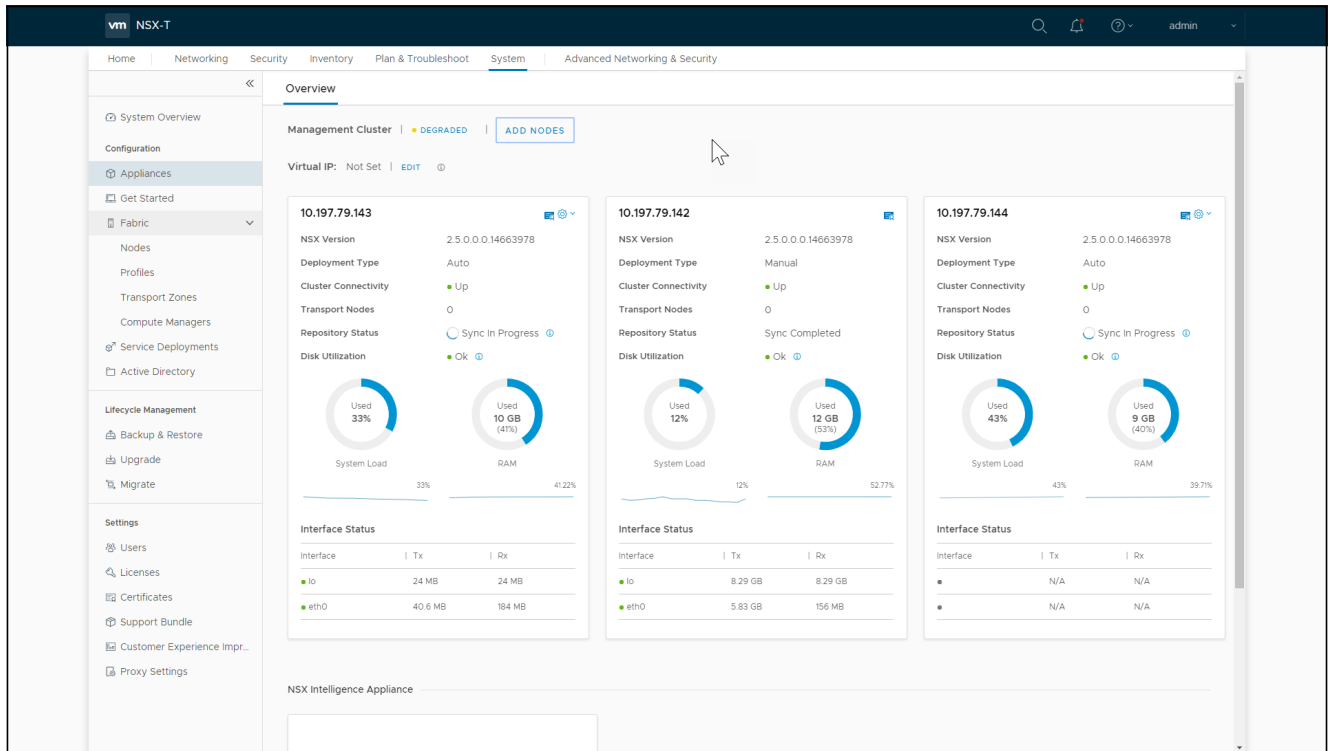 vm NSX-T admin
Home Networking Security Inventory Plan & Troubleshoot System Advanced Networking & Security
Overview
System Overview
Configuration
Appliances
Get Started
Fabric
Nodes
Profiles
Transport Zones
Compute Managers
Service Deployments
Active Directory
Lifecycle Management
Backup & Restore
Upgrade
Migrate
Settings
Users
Licenses
Certificates
Support Bundle
Customer Experience Impr...
Proxy Settings
Management Cluster | DEGRADED | ADD NODES
Virtual IP: Not Set | EDIT
10.197.79.143
NSX Version 2.5.0.0.0.14663978
Deployment Type Auto
Cluster Connectivity Up
Transport Nodes 0
Repository Status Sync In Progress
Disk Utilization Ok
Used
33%
System Load
Used
10 GB
(41%)
RAM
33% 41.22%
Interface Status
Interface | Tx | Rx
lo 24 MB 24 MB
eth0 40.6 MB 184 MB
10.197.79.142
NSX Version 2.5.0.0.0.14663978
Deployment Type Manual
Cluster Connectivity Up
Transport Nodes 0
Repository Status Sync Completed
Disk Utilization Ok
Used
12%
System Load
Used
12 GB
(53%)
RAM
12% 52.77%
Interface Status
Interface | Tx | Rx
lo 8.29 GB 8.29 GB
eth0 5.83 GB 156 MB
10.197.79.144
NSX Version 2.5.0.0.0.14663978
Deployment Type Auto
Cluster Connectivity Up
Transport Nodes 0
Repository Status Sync In Progress
Disk Utilization Ok
Used
43%
System Load
Used
9 GB
(40%)
RAM
43% 39.71%
Interface Status
Interface | Tx | Rx
N/A N/A
N/A N/A
NSX Intelligence Appliance